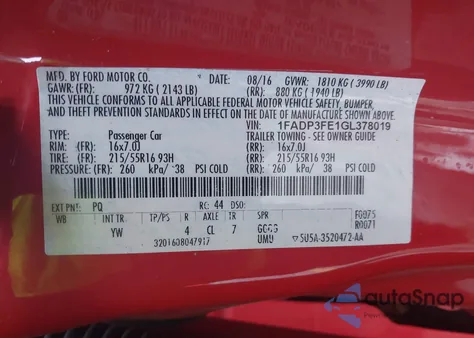 MFD. BY FORD MOTOR CO.
DATE: 08/16 GVWR: 1810 KG ( 3990 LB)
GAWR: (FR): 972 KG ( 2143 LB) (RR): 880 KG ( 1940 LB)
THIS VEHICLE CONFORMS TO ALL APPLICABLE FEDERAL MOTOR VEHICLE SAFETY, BUMPER,
AND THEFT PREVENTION STANDARDS IN EFFECT ON THE DATE OF MANUFACTURE SHOWN ABOVE.
VIN: 1FADP3FE1GL378019
TYPE: Passenger Car TRAILER TOWING - SEE OWNER GUIDE
RIM: (FR): 16x7.0J (RR): 16x7.0J
TIRE: (FR): 215/55R16 93H (RR): 215/55R16 93H
PRESSURE: (FR): 260 kPa/ 38 PSI COLD (RR): 260 kPa/ 38 PSI COLD
EXT PNT: PQ RC: 44 DSO:
WB INT TR TP/PS R AXLE TR SPR F0075
YW 4 CL 7 GGGG R0071
3201608047917 UMU 5U5A-3520472-AA
autoSnap